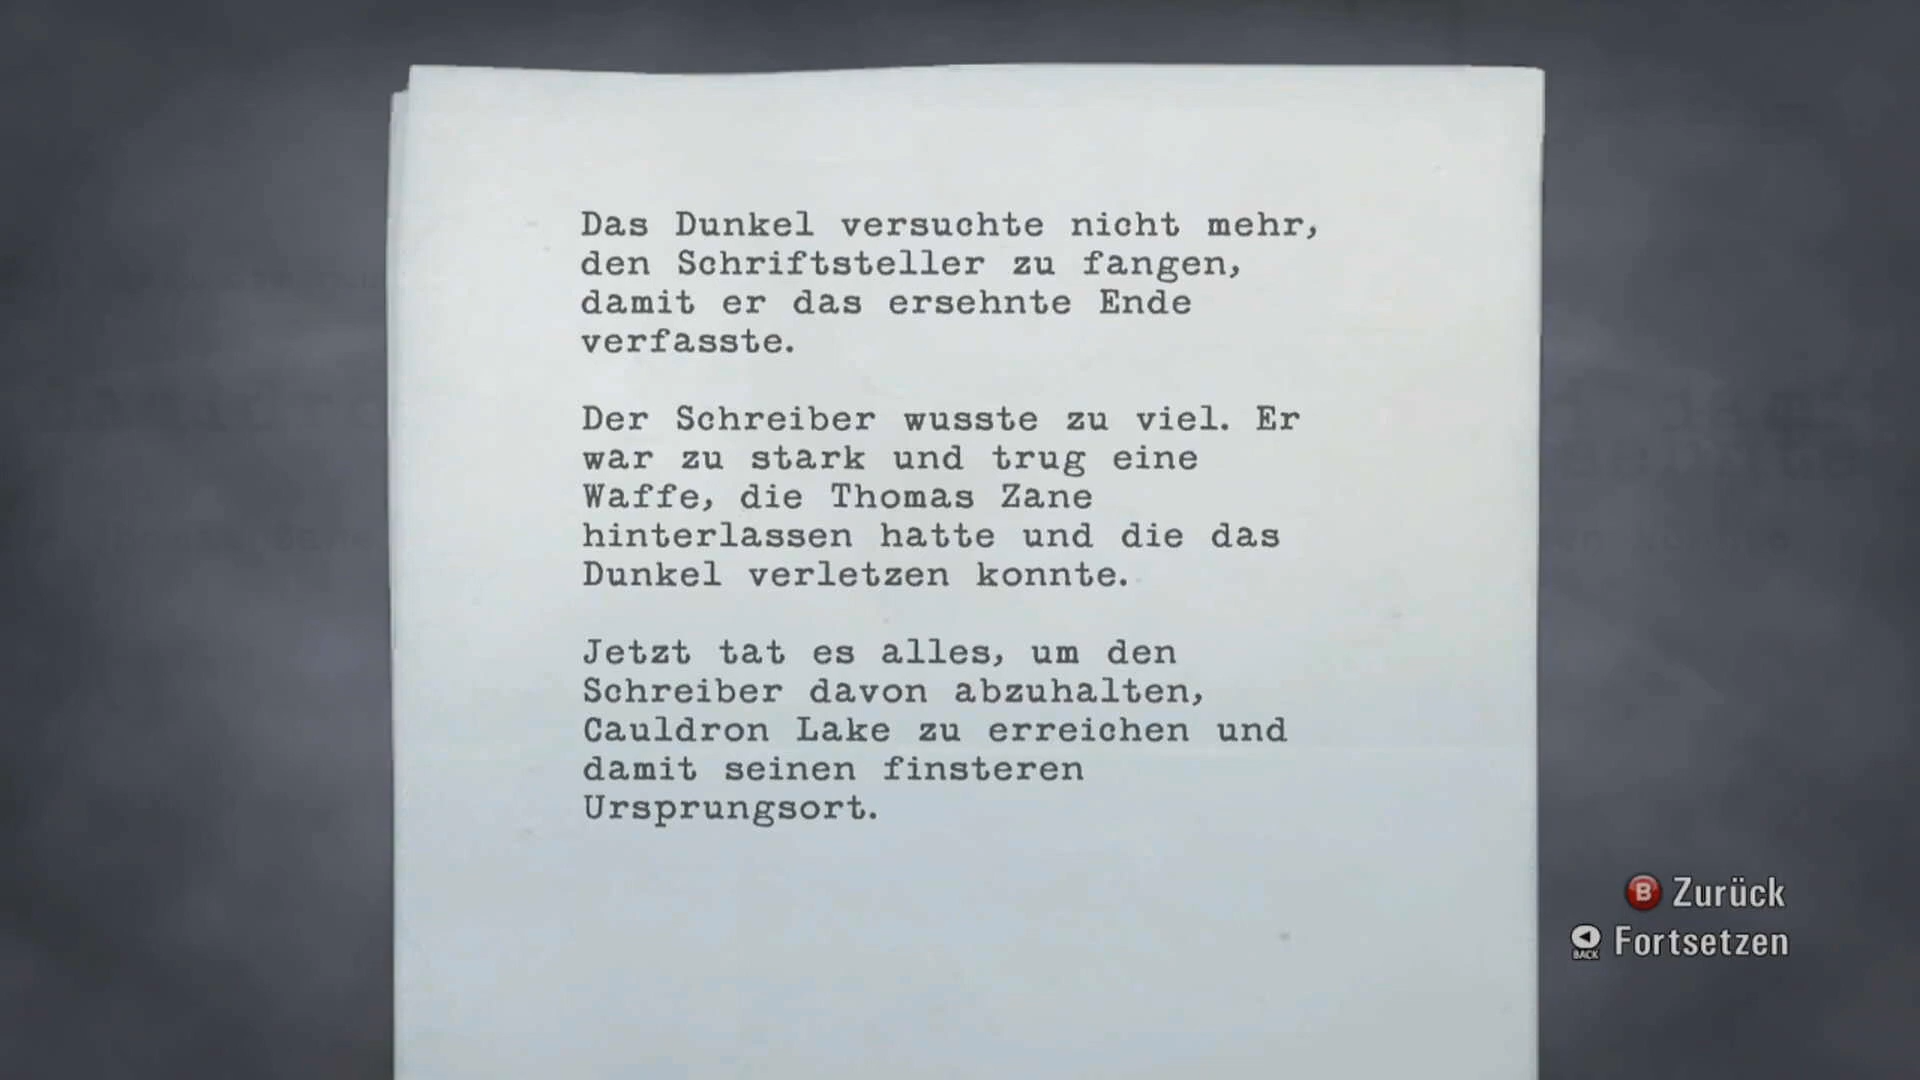 Das Dunkel versuchte nicht mehr,
den Schriftsteller zu fangen,
damit er das ersehnte Ende
verfasste.
Der Schreiber wusste zu viel. Er
war zu stark und trug eine
Waffe, die Thomas Zane
hinterlassen hatte und die das
Dunkel verletzen konnte.
Jetzt tat es alles, um den
Schreiber davon abzuhalten,
Cauldron Lake zu erreichen und
damit seinen finsteren
Ursprungsort.
B Zurück
BACK Fortsetzen